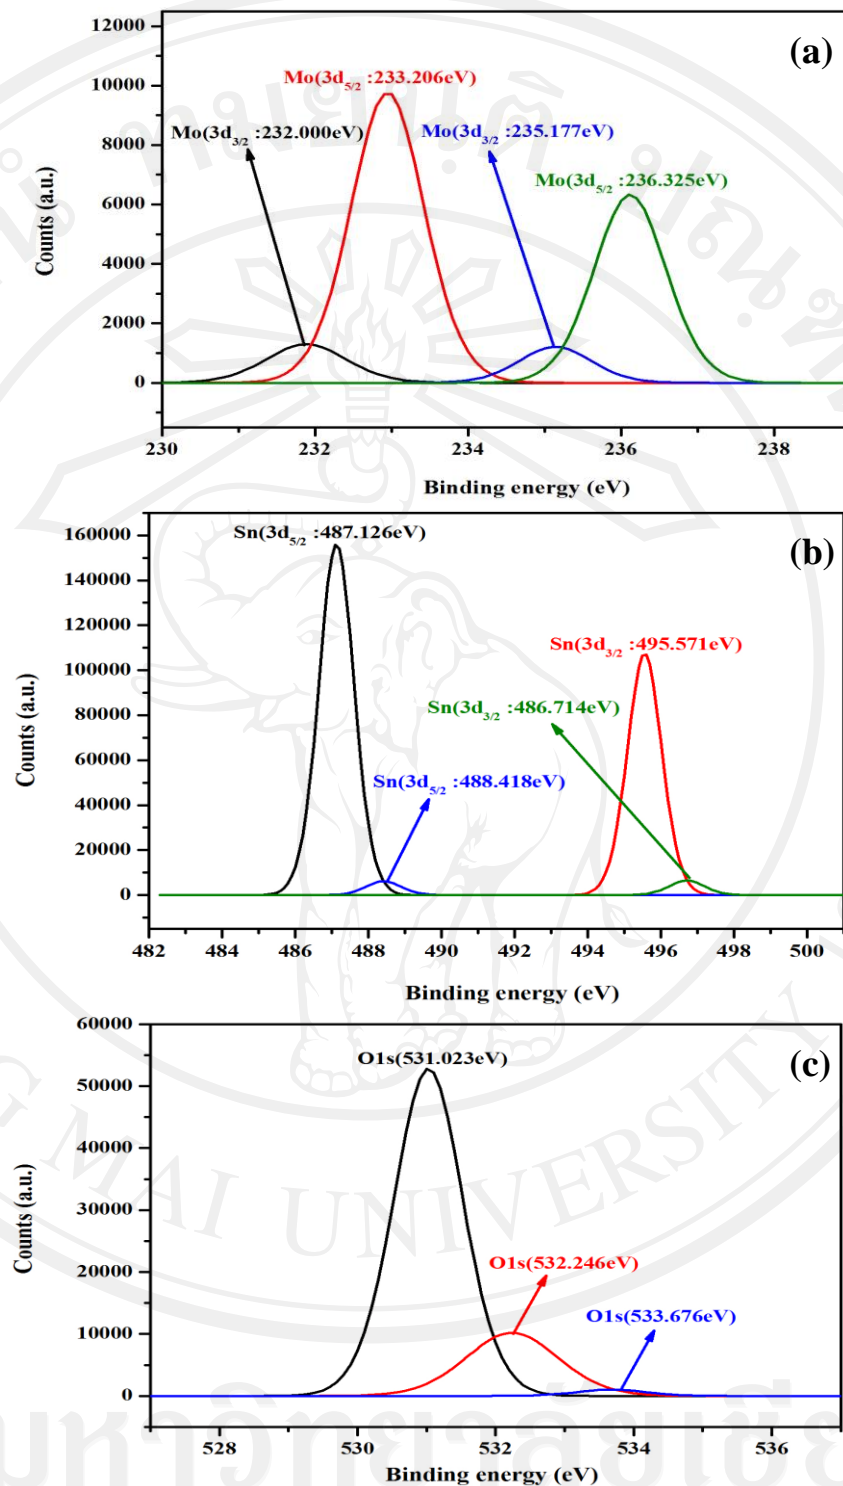 (a)
12000
10000
8000
6000
4000
2000
0
Counts (a.u.)
Mo(3d5/2 :233.206eV)
Mo(3d3/2 :232.000eV)
Mo(3d3/2 :235.177eV)
Mo(3d5/2 :236.325eV)
230 232 234 236 238
Binding energy (eV)
(b)
160000
140000
120000
100000
80000
60000
40000
20000
0
Counts (a.u.)
Sn(3d5/2 :487.126eV)
Sn(3d3/2 :495.571eV)
Sn(3d3/2 :486.714eV)
Sn(3d5/2 :488.418eV)
482 484 486 488 490 492 494 496 498 500
Binding energy (eV)
(c)
60000
50000
40000
30000
20000
10000
0
Counts (a.u.)
O1s(531.023eV)
O1s(532.246eV)
O1s(533.676eV)
528 530 532 534 536
Binding energy (eV)
G MAI UNIVERSITY